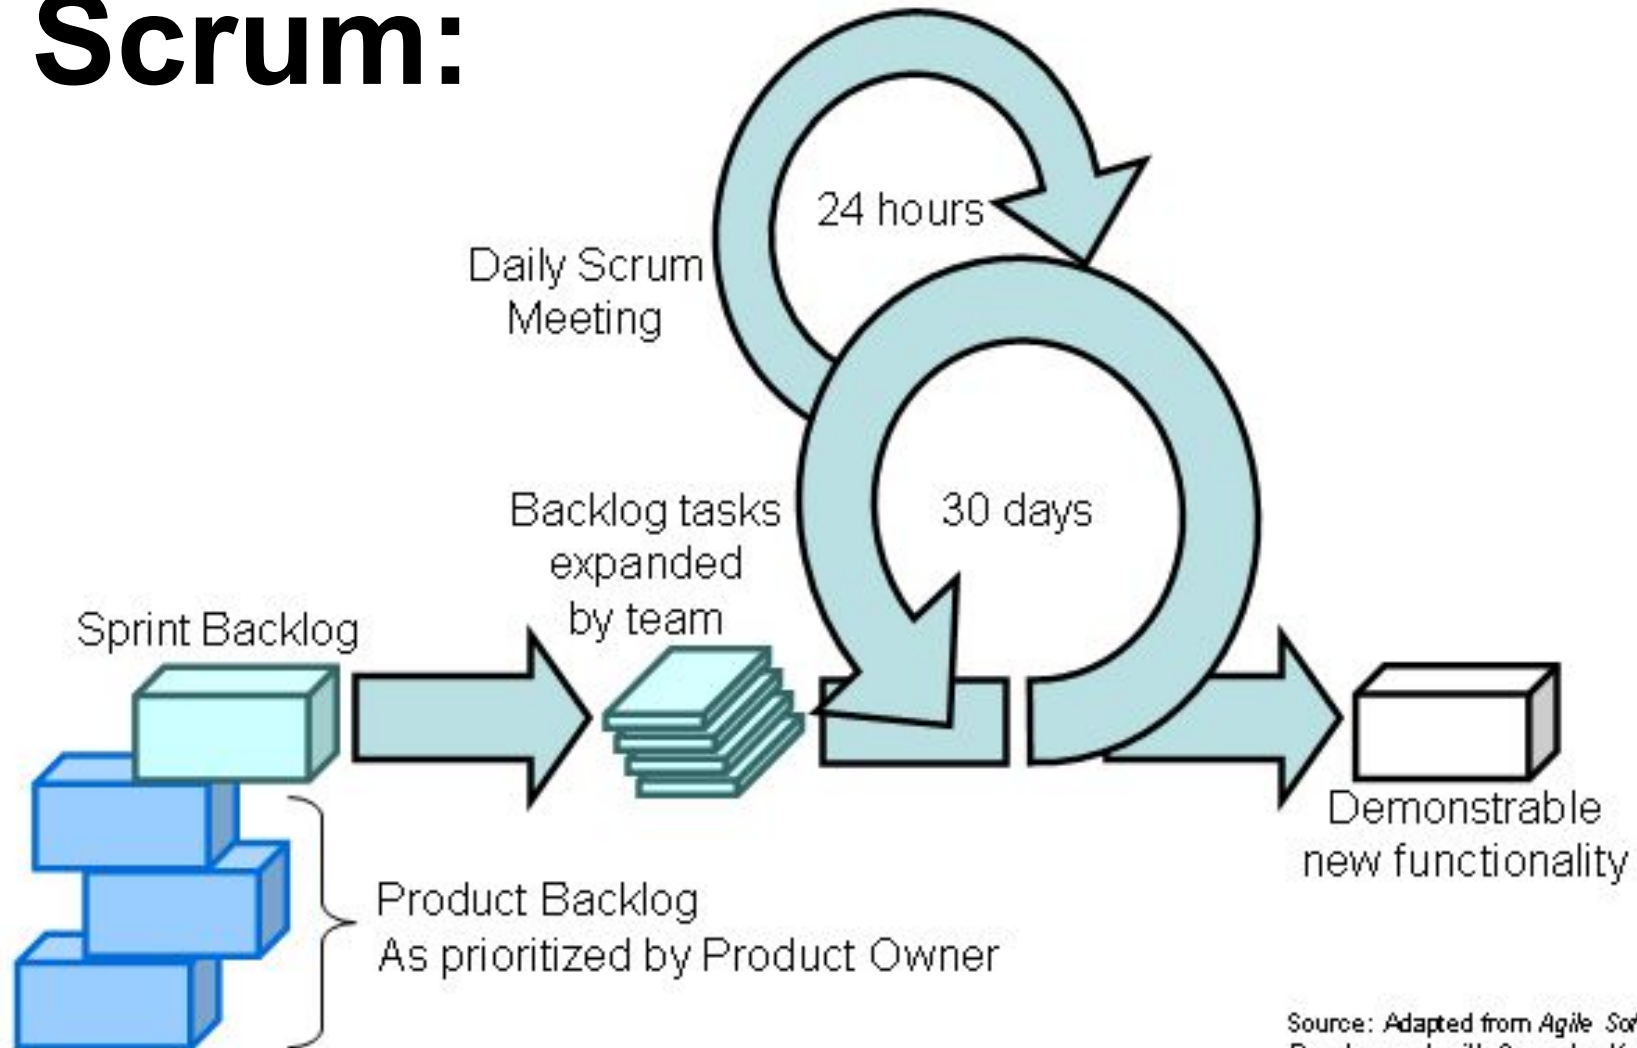 Scrum:
24 hours
Daily Scrum
Meeting
Backlog tasks
expanded
by team
30 days
Sprint Backlog
Demonstrable
new functionality
Product Backlog
As prioritized by Product Owner
Source: Adapted from Agile